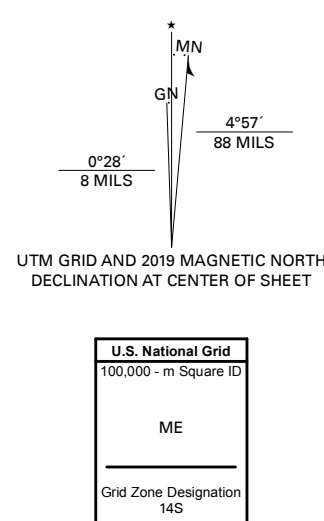 ★
MN
GN
4°57´
88 MILS
0°28´
8 MILS
UTM GRID AND 2019 MAGNETIC NORTH
DECLINATION AT CENTER OF SHEET
U.S. National Grid
100,000 - m Square ID
ME
Grid Zone Designation
14S